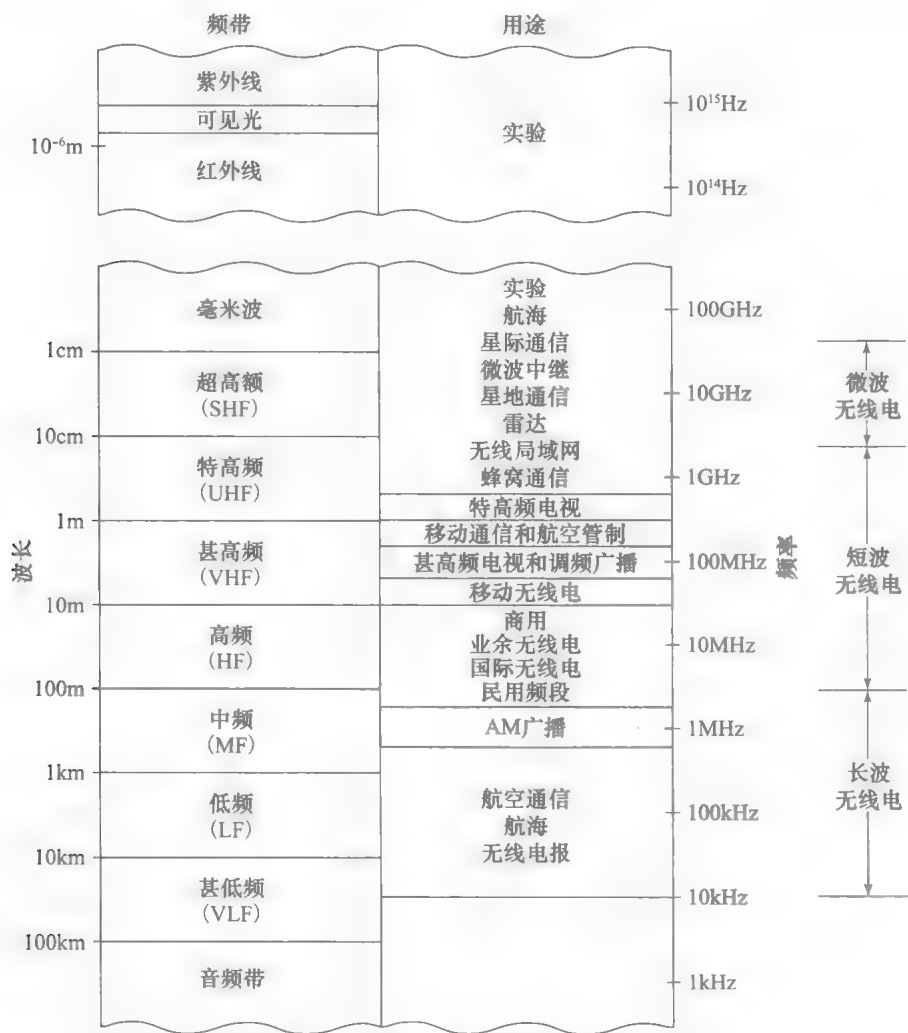 频带
用途
紫外线
可见光
红外线
10⁻⁶m
实验
10¹⁵Hz
10¹⁴Hz
毫米波
超高额
(SHF)
特高频
(UHF)
甚高频
(VHF)
高频
(HF)
中频
(MF)
低频
(LF)
甚低频
(VLF)
音频带
1cm
10cm
1m
10m
100m
1km
10km
100km
波长
实验
航海
星际通信
微波中继
星地通信
雷达
无线局域网
蜂窝通信
特高频电视
移动通信和航空管制
甚高频电视和调频广播
移动无线电
商用
业余无线电
国际无线电
民用频段
AM广播
航空通信
航海
无线电报
100GHz
10GHz
1GHz
100MHz
10MHz
1MHz
100kHz
10kHz
1kHz
频率
微波
无线电
短波
无线电
长波
无线电